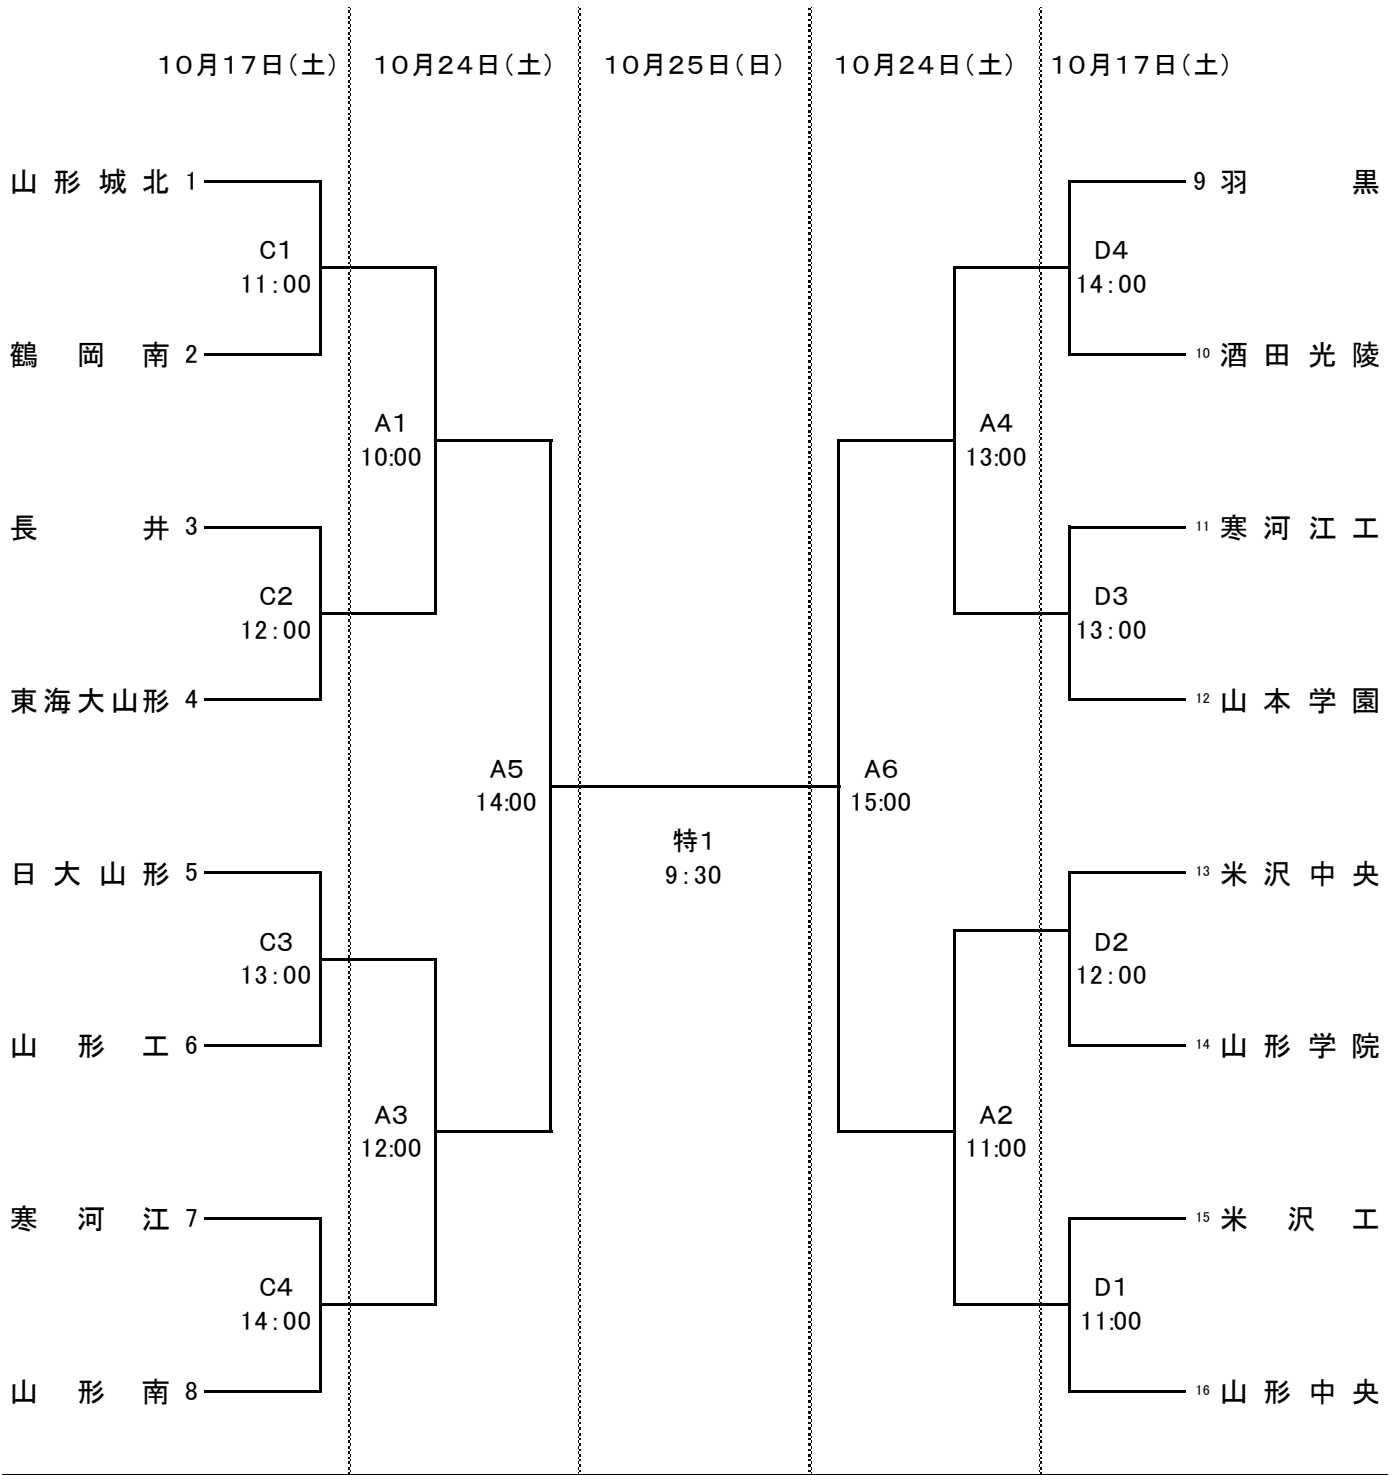 10月17日(土) 10月24日(土) 10月25日(日) 10月24日(土) 10月17日(土)
山形城北 1
9 羽黒
C1
11:00
D4
14:00
鶴岡南 2
10 酒田光陵
A1
10:00
A4
13:00
長井 3
11 寒河江工
C2
12:00
D3
13:00
東海大山形 4
12 山本学園
A5
14:00
A6
15:00
特1
9:30
日大山形 5
13 米沢中央
C3
13:00
D2
12:00
山形工 6
14 山形学院
A3
12:00
A2
11:00
寒河江 7
15 米沢工
C4
14:00
D1
11:00
山形南 8
16 山形中央